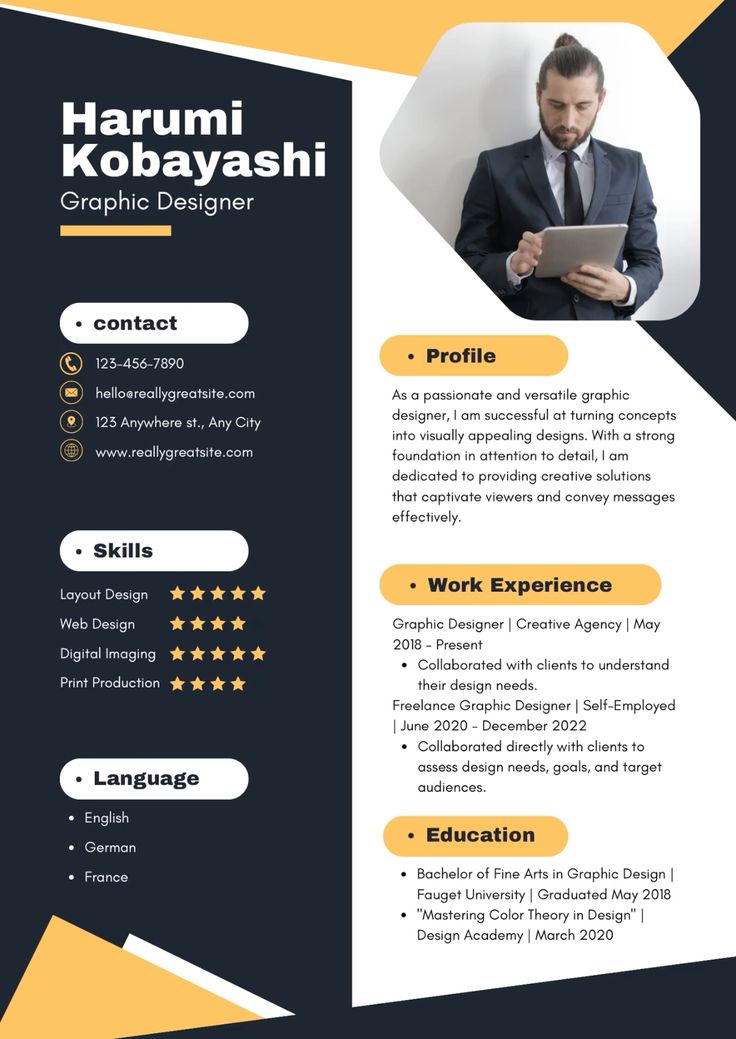 Harumi
Kobayashi
Graphic Designer
• contact
123-456-7890
hello@reallygreatsite.com
123 Anywhere st., Any City
www.reallygreatsite.com
• Skills
Layout Design
Web Design
Digital Imaging
Print Production
• Language
• English
• German
• France
• Profile
As a passionate and versatile graphic
designer, I am successful at turning concepts
into visually appealing designs. With a strong
foundation in attention to detail, I am
dedicated to providing creative solutions
that captivate viewers and convey messages
effectively.
• Work Experience
Graphic Designer | Creative Agency | May
2018 - Present
• Collaborated with clients to understand
their design needs.
Freelance Graphic Designer | Self-Employed
| June 2020 - December 2022
• Collaborated directly with clients to
assess design needs, goals, and target
audiences.
• Education
• Bachelor of Fine Arts in Graphic Design |
Fauget University | Graduated May 2018
• "Mastering Color Theory in Design" |
Design Academy | March 2020